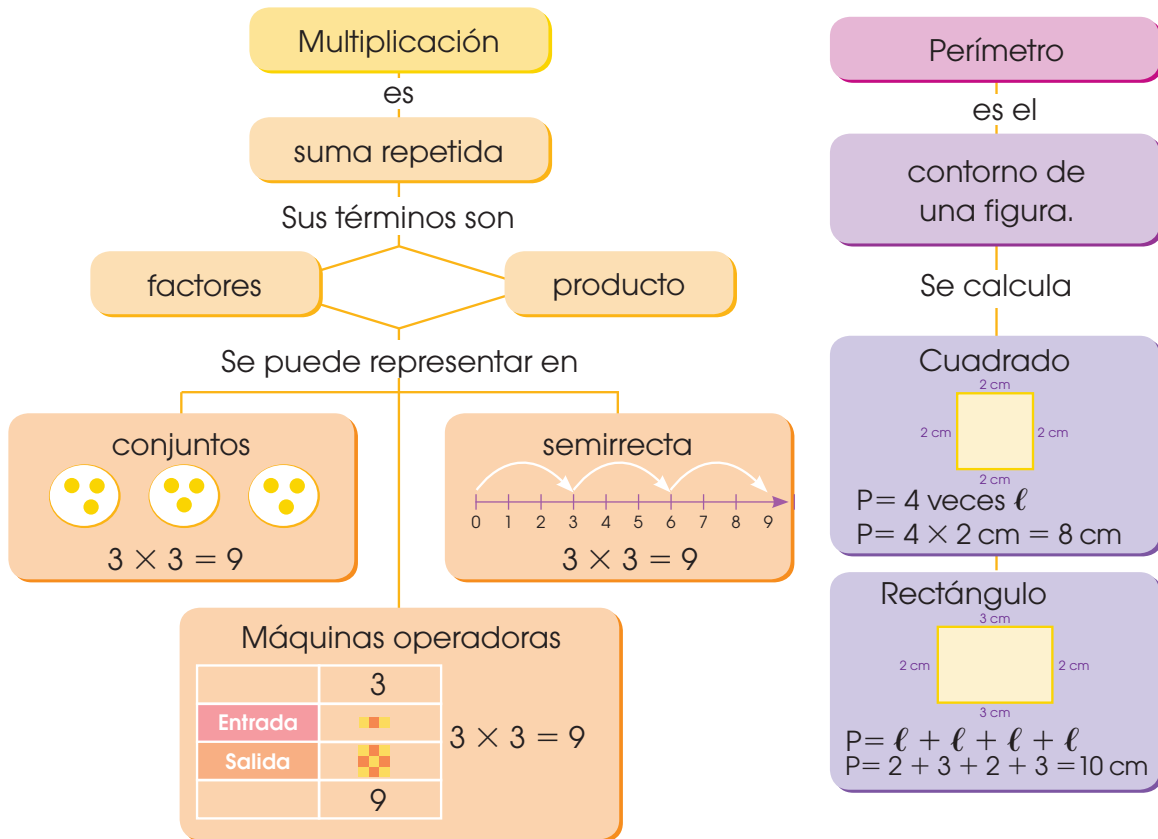 Multiplicación
es
suma repetida
Sus términos son
factores
producto
Se puede representar en
conjuntos
3 × 3 = 9
semirrecta
0 1 2 3 4 5 6 7 8 9
3 × 3 = 9
Máquinas operadoras
3
Entrada
Salida
9
3 × 3 = 9
Perímetro
es el
contorno de
una figura.
Se calcula
Cuadrado
2 cm
2 cm 2 cm
2 cm
P= 4 veces ℓ
P= 4 × 2 cm = 8 cm
Rectángulo
3 cm
2 cm 2 cm
3 cm
P= ℓ + ℓ + ℓ + ℓ
P= 2 + 3 + 2 + 3 =10 cm